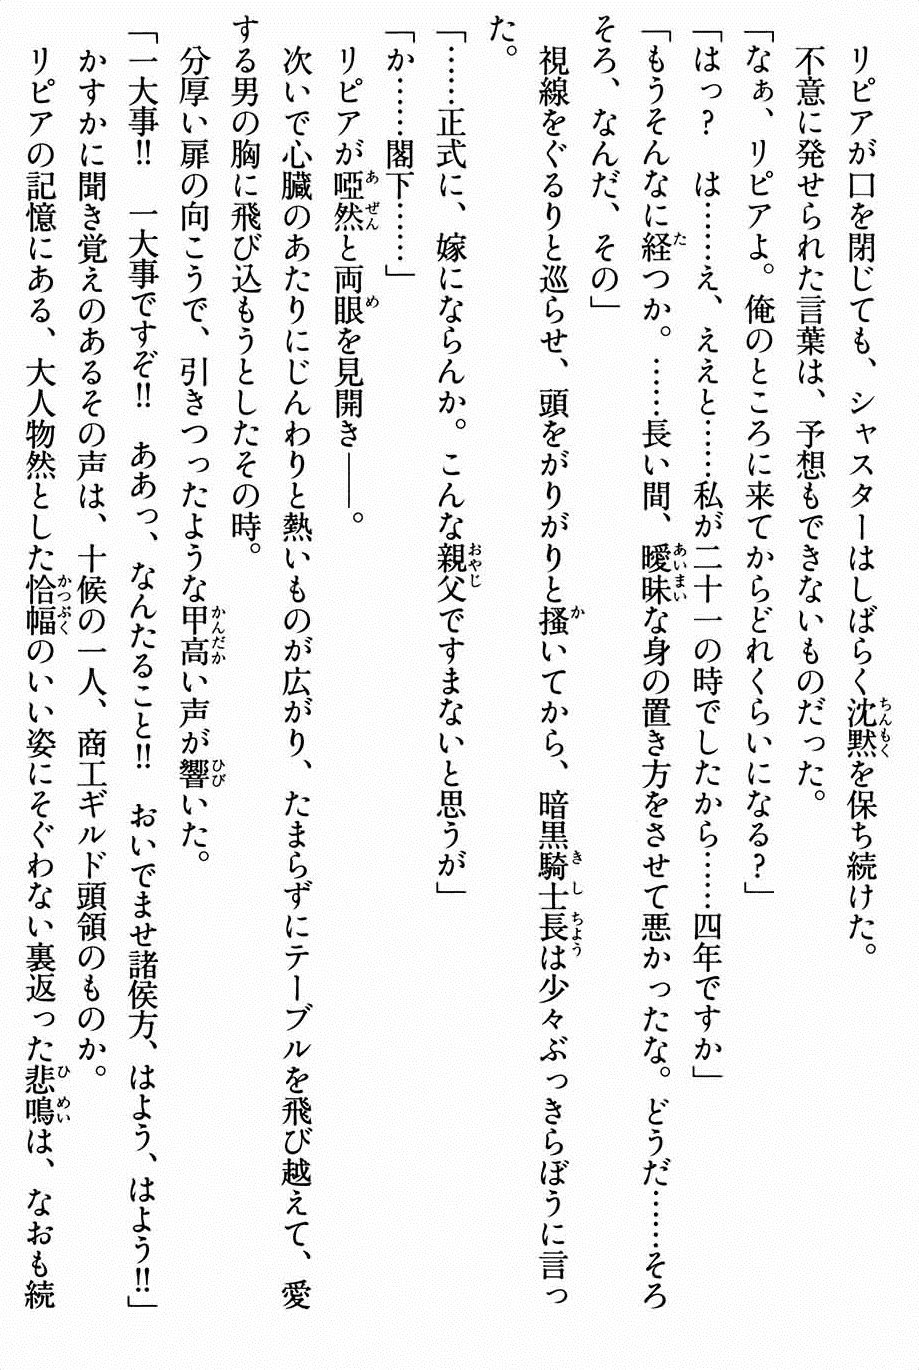 リピアが口を閉じても、シャスターはしばらく沈黙を保ち続けた。
不意に発せられた言葉は、予想もできないものだった。
「なぁ、リピアよ。俺のところに来てからどれくらいになる?」
「はっ?　は……え、ええと……私が二十一の時でしたから……四年ですか」
「もうそんなに経つか。……長い間、曖昧な身の置き方をさせて悪かったな。どうだ……そろ
そろ、なんだ、その」
視線をぐるりと巡らせ、頭をがりがりと掻いてから、暗黒騎士長は少々ぶっきらぼうに言っ
た。
「……正式に、嫁にならんか。こんな親父ですまないと思うが」
「か……閣下……」
リピアが啞然と両眼を見開き――。
次いで心臓のあたりにじんわりと熱いものが広がり、たまらずにテーブルを飛び越えて、愛
する男の胸に飛び込もうとしたその時。
分厚い扉の向こうで、引きつったような甲高い声が響いた。
「一大事!!　一大事ですぞ!!　ああっ、なんたること!!　おいでませ諸侯方、はよう、はよう!!」
かすかに聞き覚えのあるその声は、十候の一人、商工ギルド頭領のものか。
リピアの記憶にある、大人物然とした恰幅のいい姿にそぐわない裏返った悲鳴は、なおも続